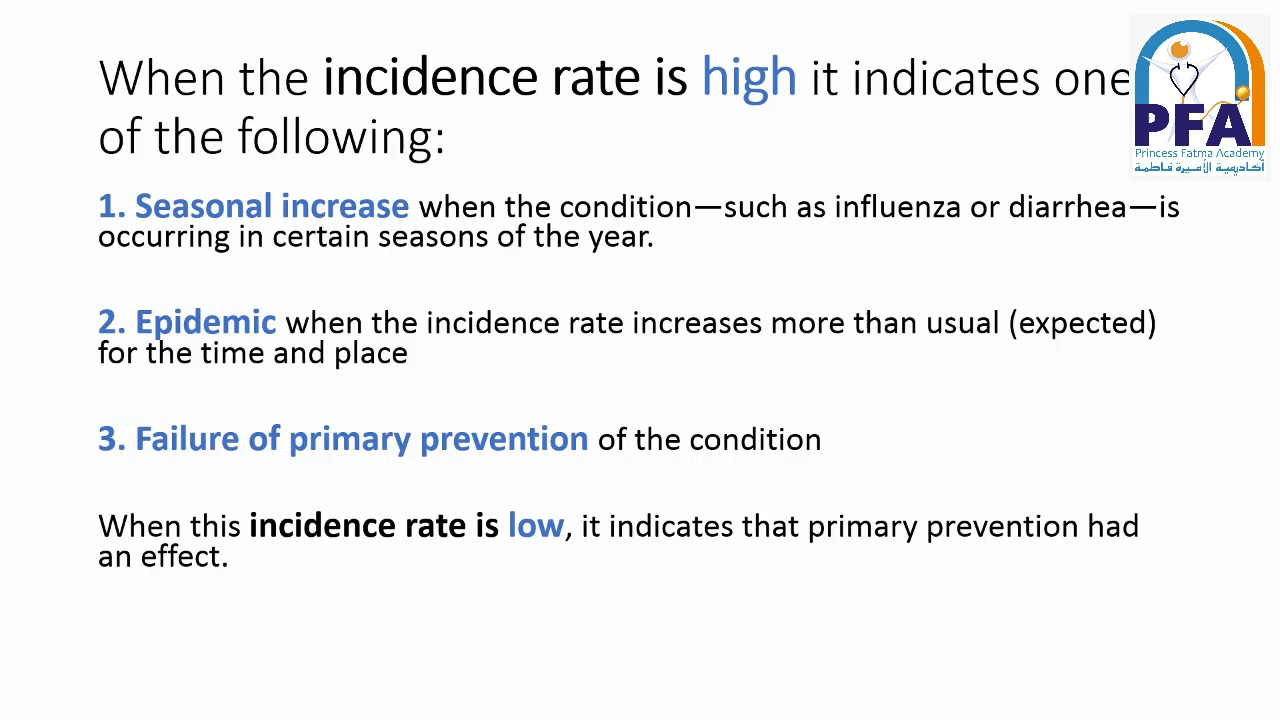 When the incidence rate is high it indicates one
of the following:
PFA
Princess Fatma Academy
أكاديمية الأميرة فاطمة
1. Seasonal increase when the condition—such as influenza or diarrhea—is
occurring in certain seasons of the year.
2. Epidemic when the incidence rate increases more than usual (expected)
for the time and place
3. Failure of primary prevention of the condition
When this incidence rate is low, it indicates that primary prevention had
an effect.